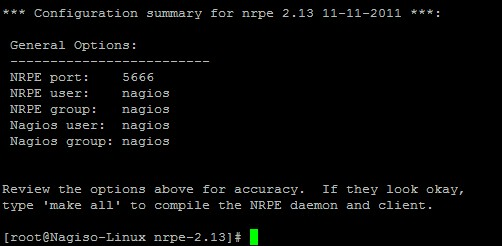 *** Configuration summary for nrpe 2.13 11-11-2011 ***:
General Options:
-------------------------
NRPE port:    5666
NRPE user:    nagios
NRPE group:   nagios
Nagios user:  nagios
Nagios group: nagios
Review the options above for accuracy.  If they look okay,
type 'make all' to compile the NRPE daemon and client.
[root@Nagiso-Linux nrpe-2.13]#